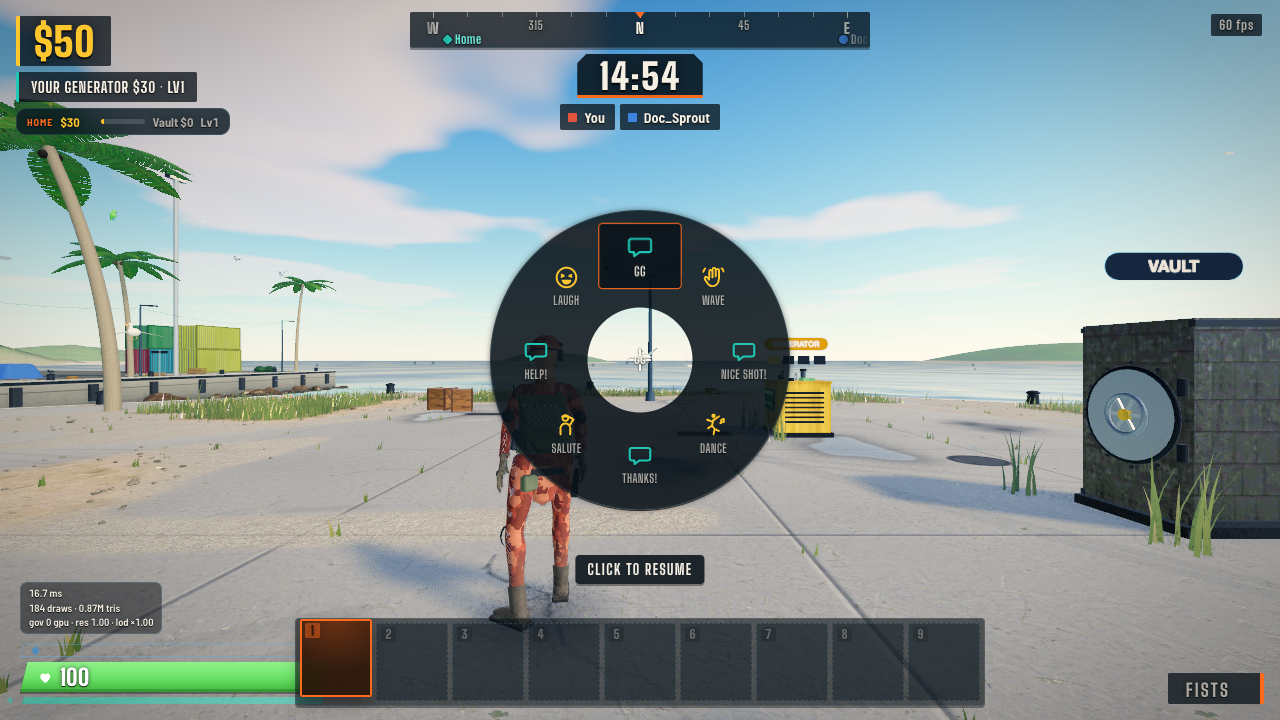 $50
YOUR GENERATOR $30 · LV1
HOME $30 Vault $0 Lv1
W 315 N 45 E
Home Doc
14:54
You Doc_Sprout
60 fps
GG
LAUGH WAVE
HELP! NICE SHOT!
SALUTE DANCE
THANKS!
VAULT
CLICK TO RESUME
16.7 ms
184 draws · 0.87M tris
gov 0 gpu · res 1.00 · lod ×1.00
100
1 2 3 4 5 6 7 8 9
FISTS